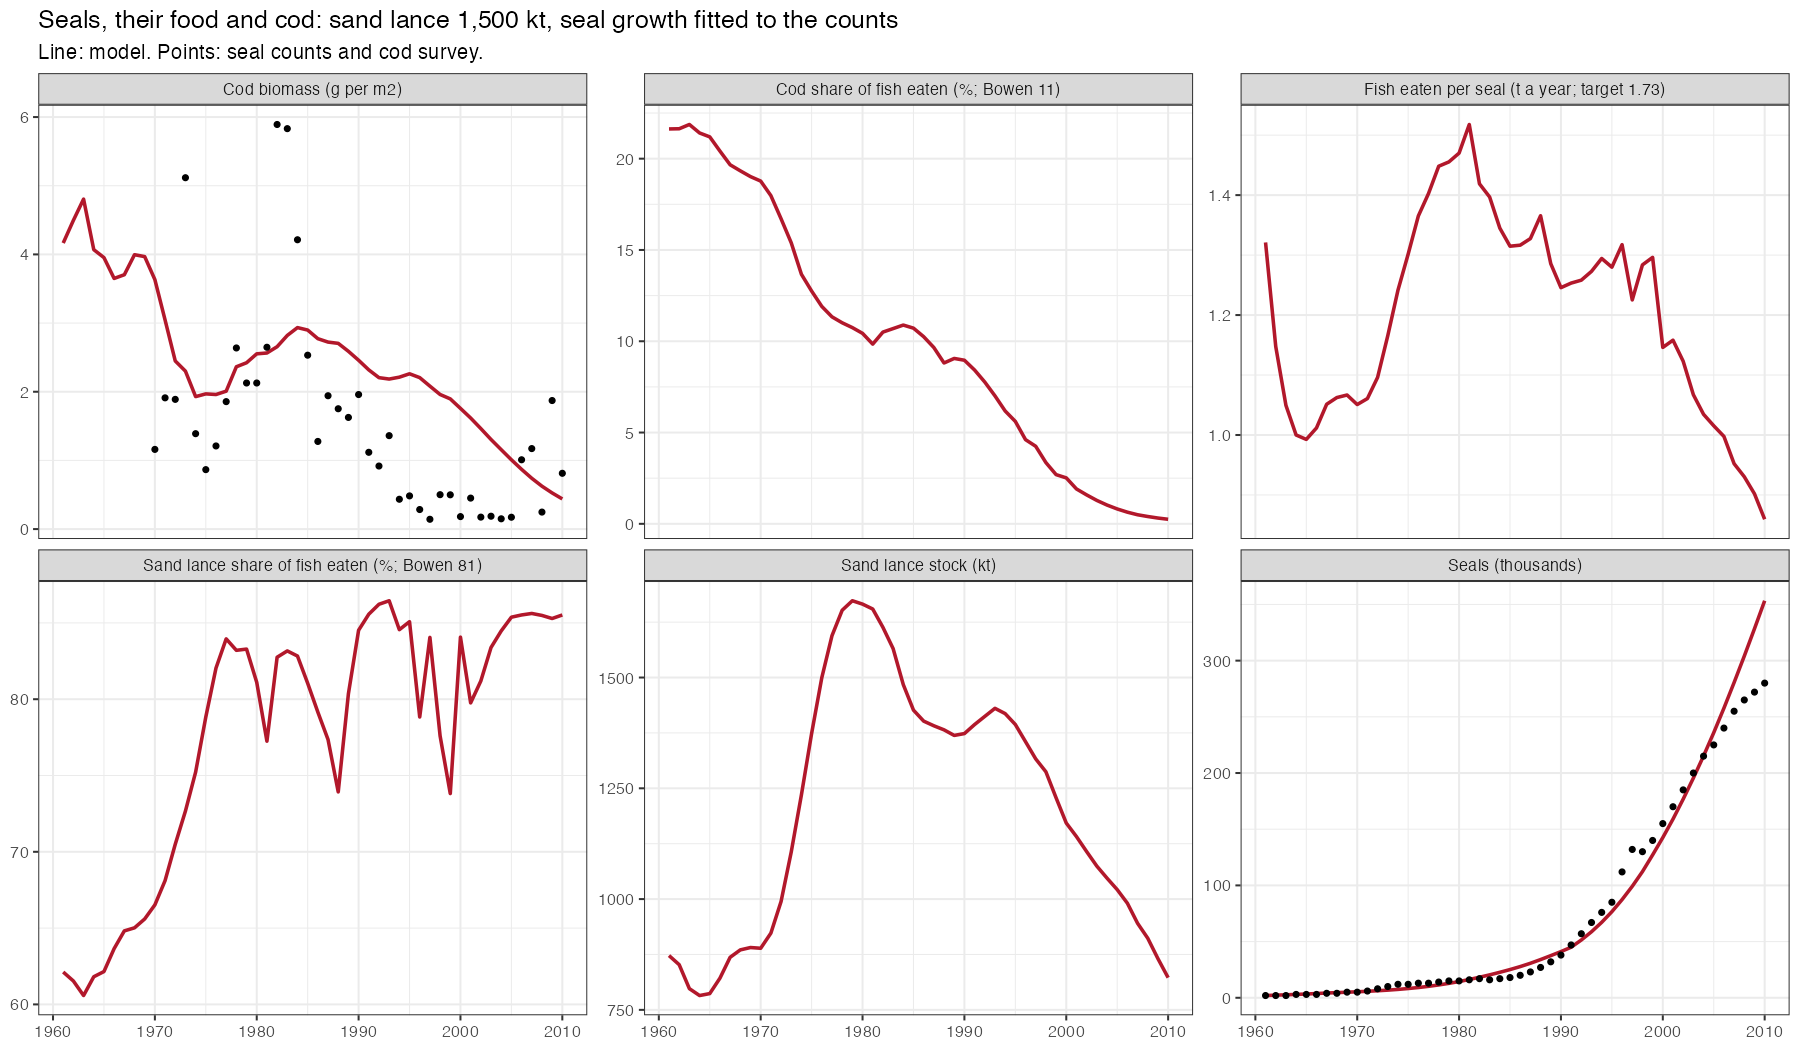 Seals, their food and cod: sand lance 1,500 kt, seal growth fitted to the counts
Line: model. Points: seal counts and cod survey.
Cod biomass (g per m2)
6
4
2
0
Cod share of fish eaten (%; Bowen 11)
20
15
10
5
0
Fish eaten per seal (t a year; target 1.73)
1.4
1.2
1.0
Sand lance share of fish eaten (%; Bowen 81)
80
70
60
1960 1970 1980 1990 2000 2010
Sand lance stock (kt)
1500
1250
1000
750
1960 1970 1980 1990 2000 2010
Seals (thousands)
300
200
100
0
1960 1970 1980 1990 2000 2010